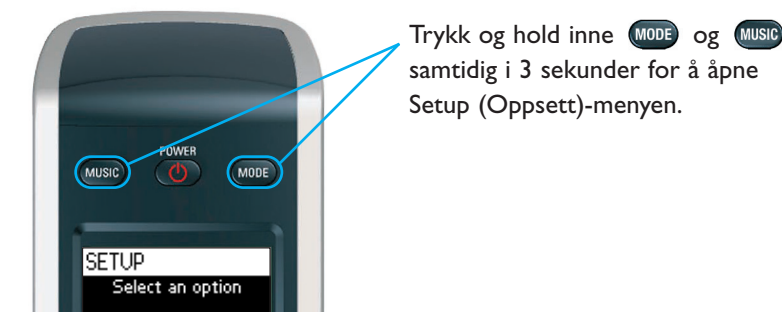 Trykk og hold inne MODE og MUSIC
samtidig i 3 sekunder for å åpne
Setup (Oppsett)-menyen.
POWER
MUSIC
MODE
SETUP
Select an option